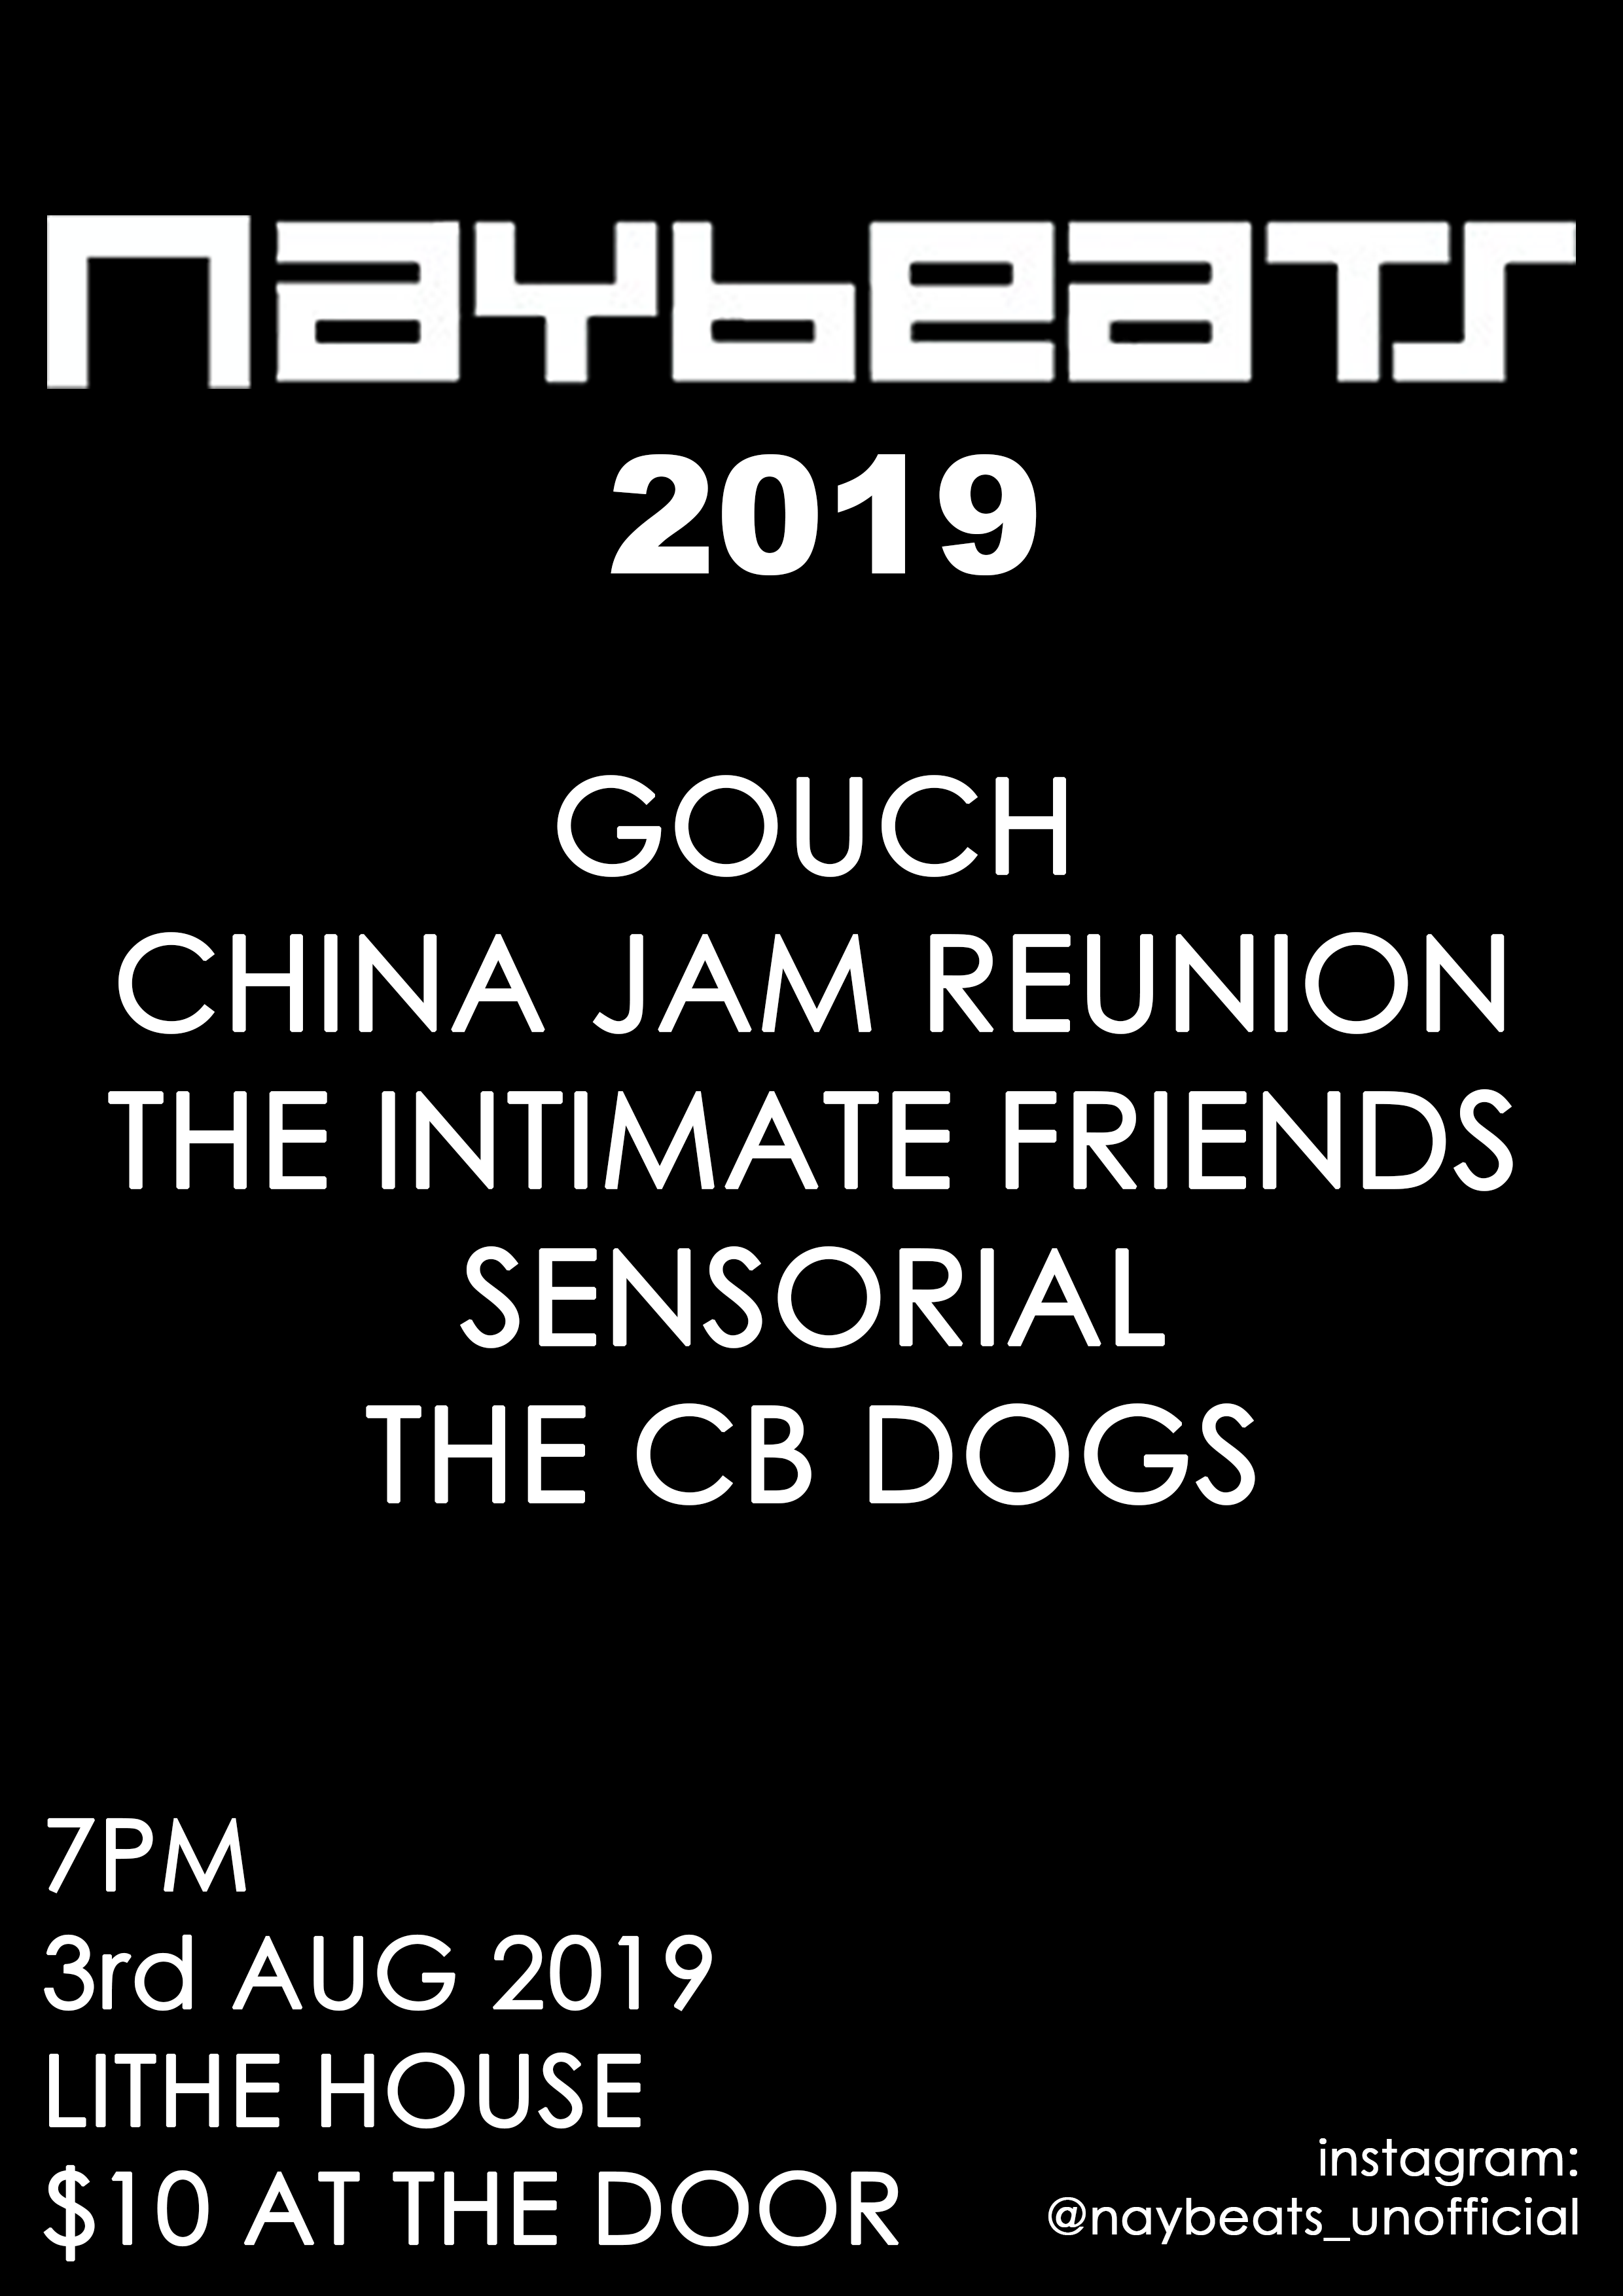 naybeats
2019
GOUCH
CHINA JAM REUNION
THE INTIMATE FRIENDS
SENSORIAL
THE CB DOGS
7PM
3rd AUG 2019
LITHE HOUSE
$10 AT THE DOOR
instagram:
@naybeats_unofficial